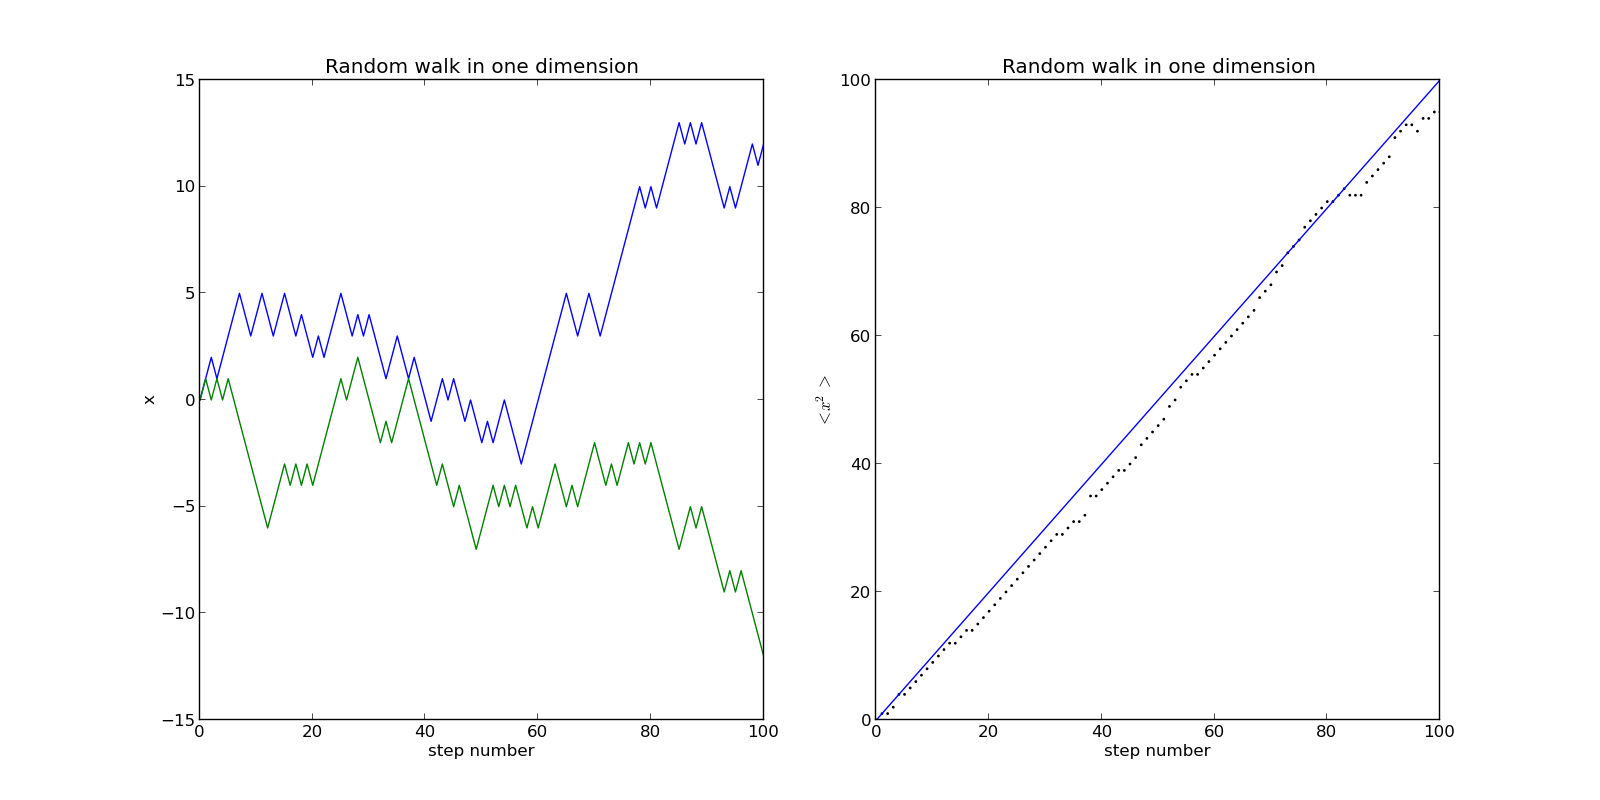 Random walk in one dimension
15
10
5
0
−5
−10
−15
x
0 20 40 60 80 100
step number
Random walk in one dimension
100
80
60
40
20
0
< x² >
0 20 40 60 80 100
step number